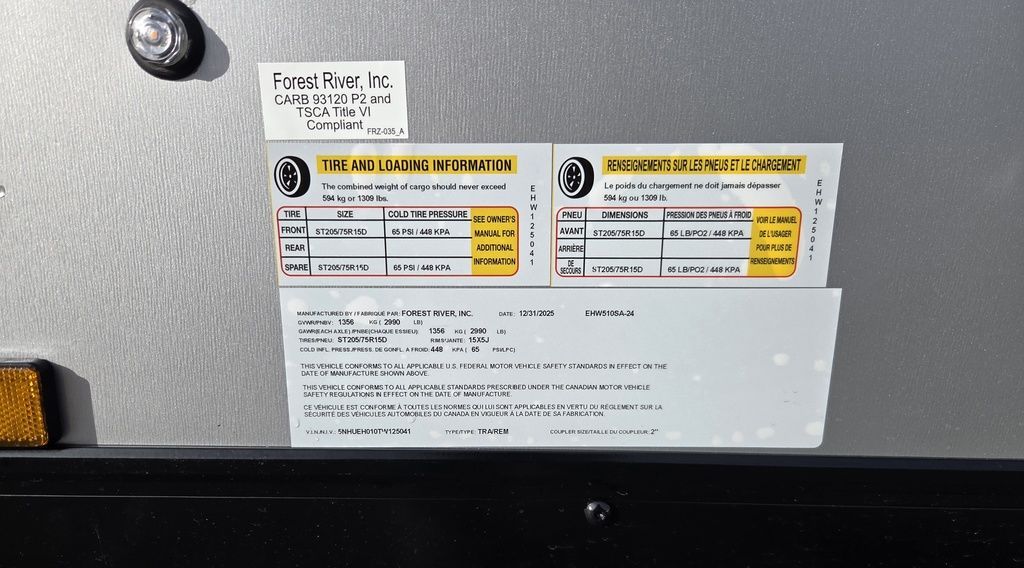 Forest River, Inc.
CARB 93120 P2 and
TSCA Title VI
Compliant
FRZ-035_A
TIRE AND LOADING INFORMATION
The combined weight of cargo should never exceed
594 kg or 1309 lbs.
TIRE SIZE COLD TIRE PRESSURE
FRONT ST205/75R15D 65 PSI / 448 KPA
REAR
SPARE ST205/75R15D 65 PSI / 448 KPA
SEE OWNER'S
MANUAL FOR
ADDITIONAL
INFORMATION
EHW125041
RENSEIGNEMENTS SUR LES PNEUS ET LE CHARGEMENT
Le poids du chargement ne doit jamais dépasser
594 kg ou 1309 lb.
PNEU DIMENSIONS PRESSION DES PNEUS À FROID
AVANT ST205/75R15D 65 LB/PO2 / 448 KPA
ARRIÈRE
DE SECOURS ST205/75R15D 65 LB/PO2 / 448 KPA
VOIR LE MANUEL
DE L'USAGER
POUR PLUS DE
RENSEIGNEMENTS
EHW125041
MANUFACTURED BY / FABRIQUÉ PAR: FOREST RIVER, INC. DATE: 12/31/2025 EHW510SA-24
GVWR/PNBV: 1356 KG ( 2990 LB)
GAWR(EACH AXLE) /PNBE(CHAQUE ESSIEU): 1356 KG ( 2990 LB)
TIRES/PNEU: ST205/75R15D RIMS/JANTE: 15X5J
COLD INFL. PRESS./PRESS. DE GONFL. A FROID: 448 KPA ( 65 PSI/LPC)
THIS VEHICLE CONFORMS TO ALL APPLICABLE U.S. FEDERAL MOTOR VEHICLE SAFETY STANDARDS IN EFFECT ON THE
DATE OF MANUFACTURE SHOWN ABOVE.
THIS VEHICLE CONFORMS TO ALL APPLICABLE STANDARDS PRESCRIBED UNDER THE CANADIAN MOTOR VEHICLE
SAFETY REGULATIONS IN EFFECT ON THE DATE OF MANUFACTURE.
CE VÉHICULE EST CONFORME À TOUTES LES NORMES QUI LUI SONT APPLICABLES EN VERTU DU RÈGLEMENT SUR LA
SÉCURITÉ DES VÉHICULES AUTOMOBILES DU CANADA EN VIGUEUR À LA DATE DE SA FABRICATION.
V.I.N./N.I.V.: 5NHUEH010TW125041 TYPE/TYPE: TRA/REM COUPLER SIZE/TAILLE DU COUPLEUR: 2"